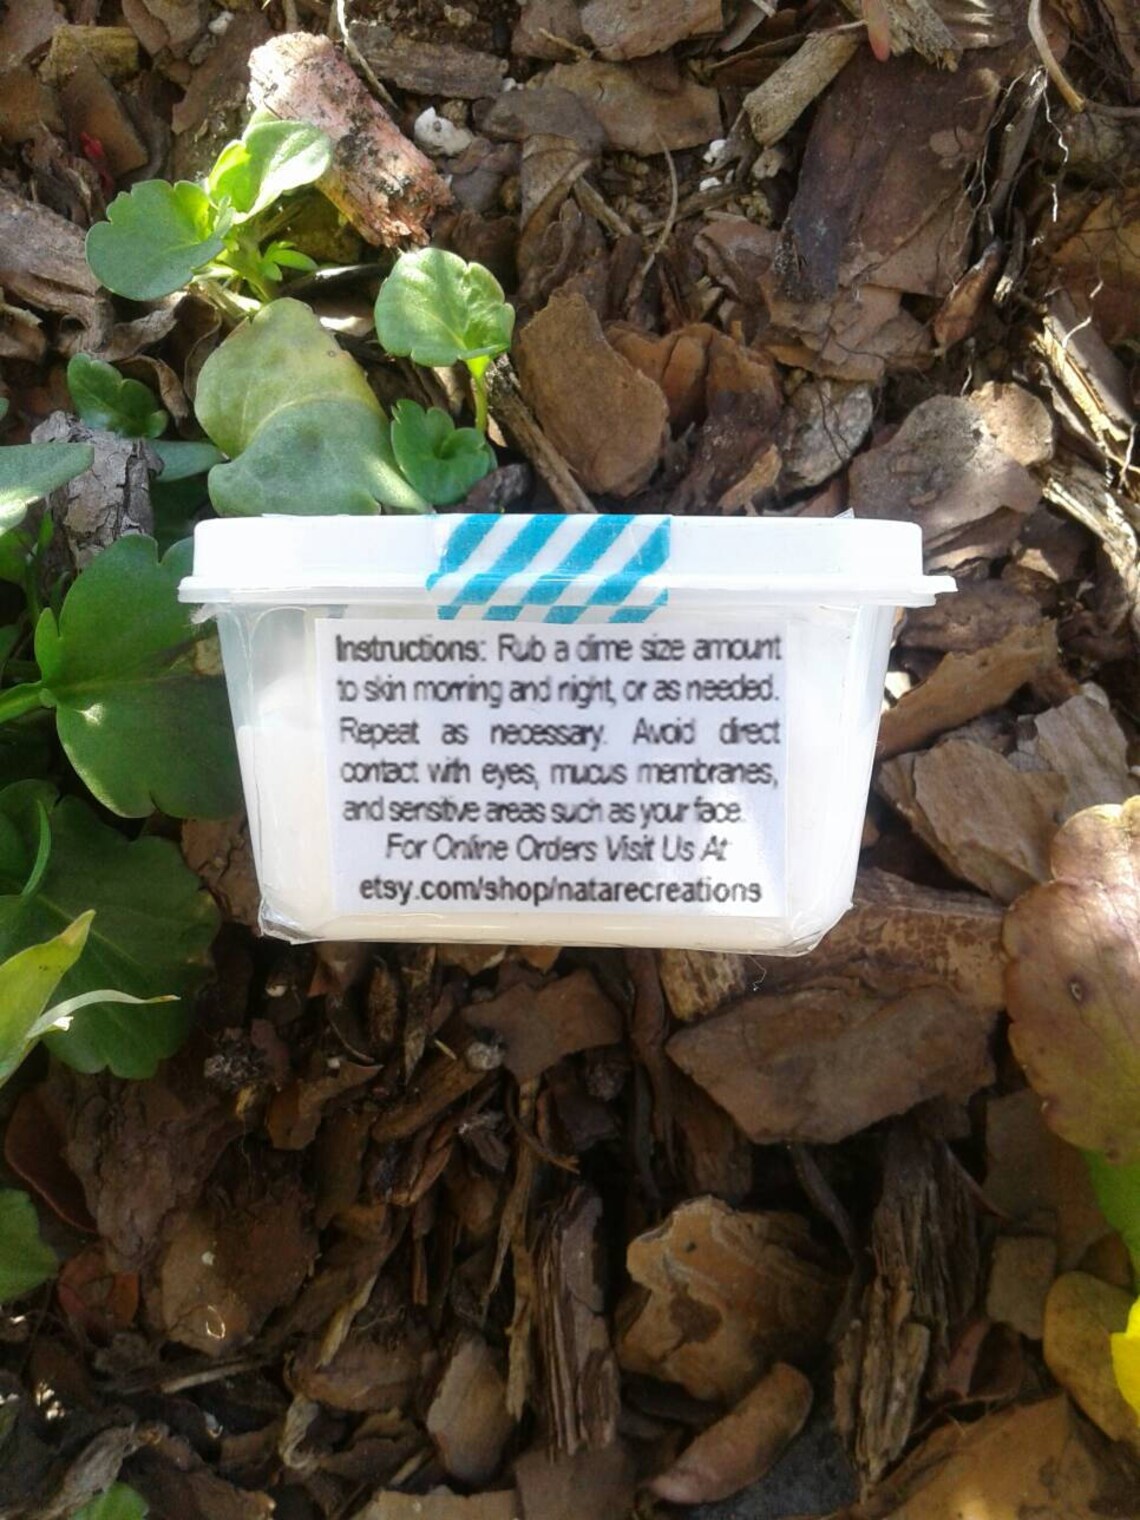 Instructions: Rub a dime size amount
to skin morning and night, or as needed.
Repeat as necessary. Avoid direct
contact with eyes, mucus membranes,
and sensitive areas such as your face.
For Online Orders Visit Us At
etsy.com/shop/natarecreations